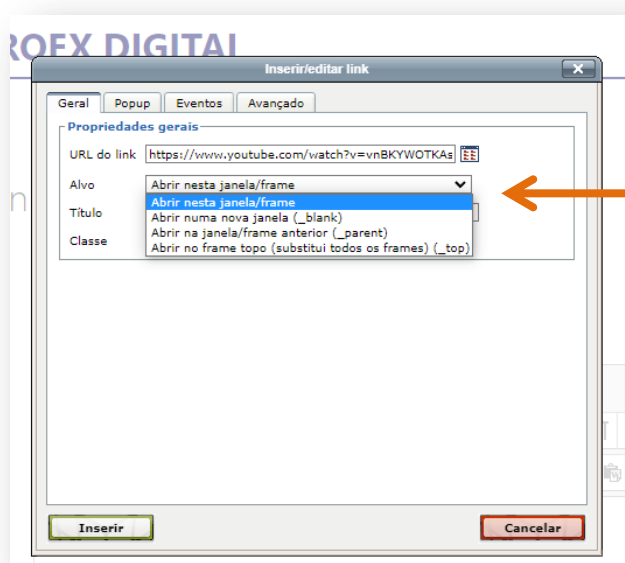 ROEX DIGITAL
Inserir/editar link
Geral Popup Eventos Avançado
Propriedades gerais
URL do link https://www.youtube.com/watch?v=vnBKYWOTKAs
Alvo Abrir nesta janela/frame
Abrir nesta janela/frame
Título Abrir numa nova janela (_blank)
Abrir na janela/frame anterior (_parent)
Classe Abrir no frame topo (substitui todos os frames) (_top)
Inserir Cancelar